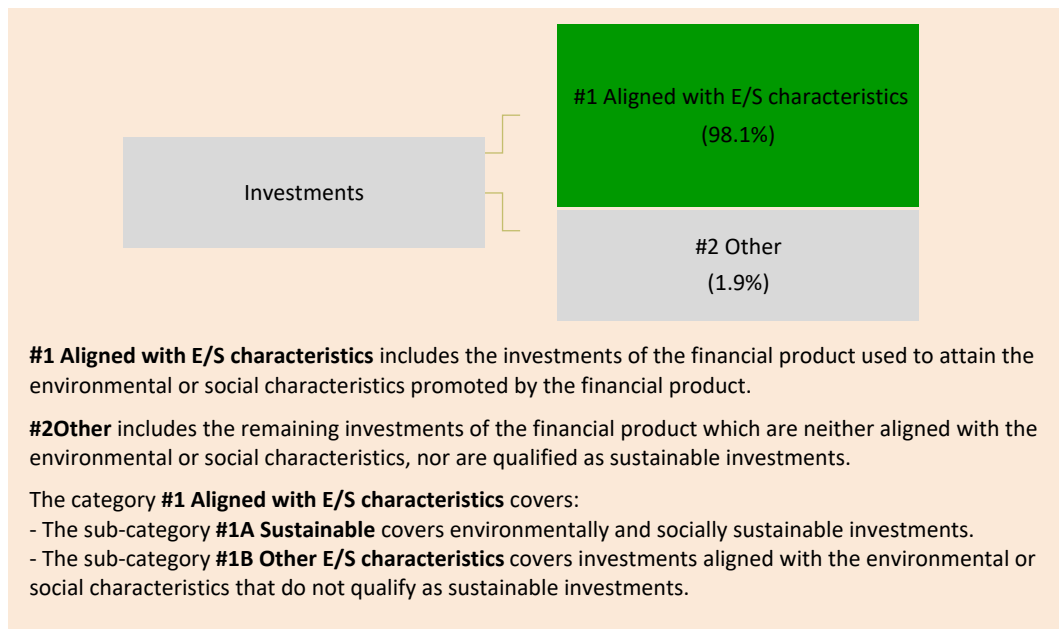 #1 Aligned with E/S characteristics
(98.1%)
Investments
#2 Other
(1.9%)
#1 Aligned with E/S characteristics includes the investments of the financial product used to attain the
environmental or social characteristics promoted by the financial product.
#2Other includes the remaining investments of the financial product which are neither aligned with the
environmental or social characteristics, nor are qualified as sustainable investments.
The category #1 Aligned with E/S characteristics covers:
- The sub-category #1A Sustainable covers environmentally and socially sustainable investments.
- The sub-category #1B Other E/S characteristics covers investments aligned with the environmental or
social characteristics that do not qualify as sustainable investments.